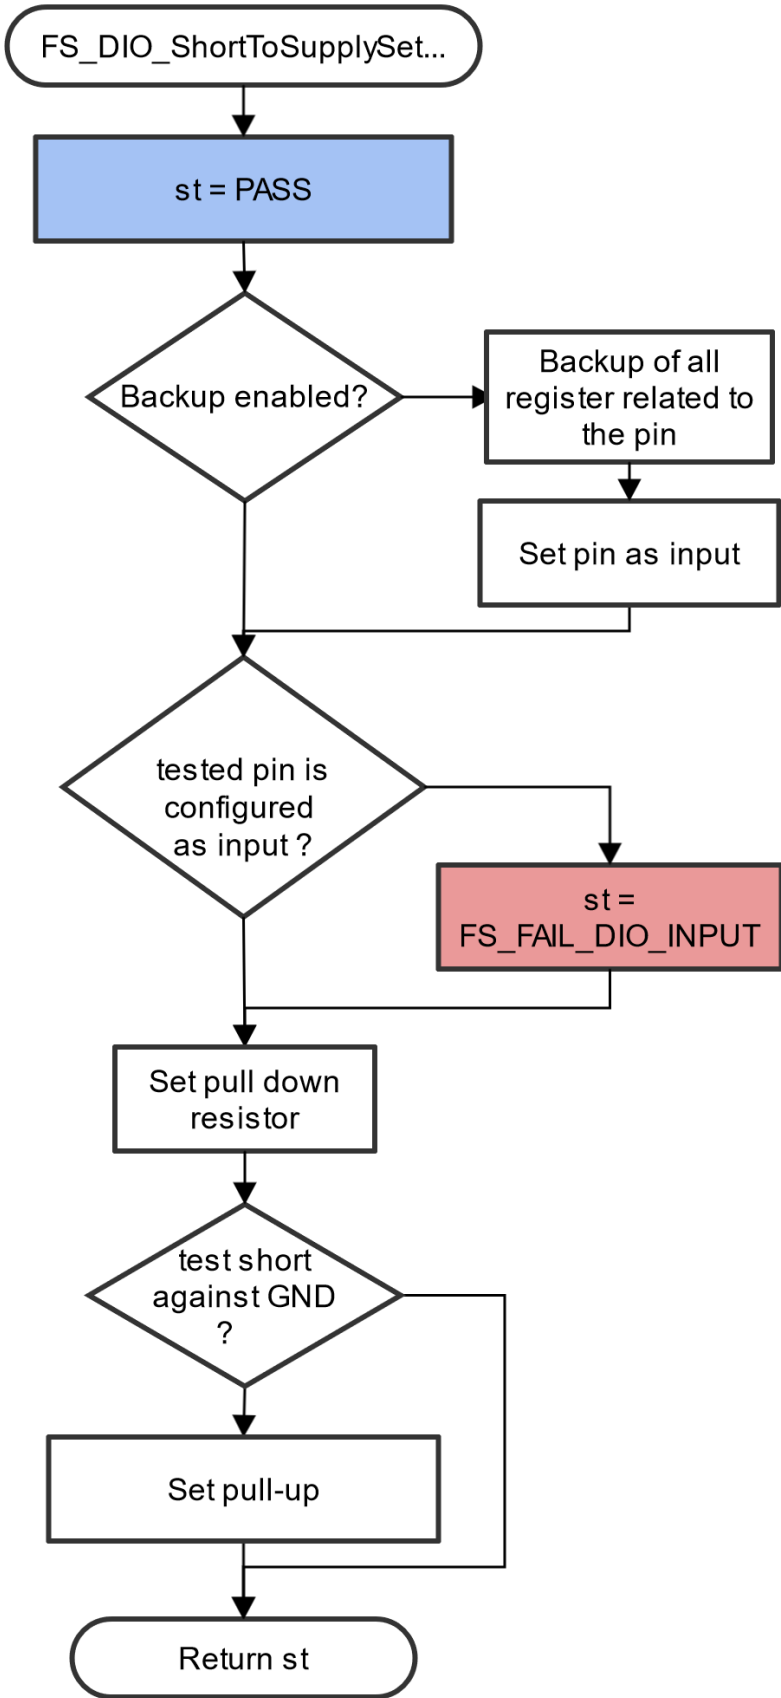 FS_DIO_ShortToSupplySet...
st = PASS
Backup enabled?
Backup of all
register related to
the pin
Set pin as input
tested pin is
configured
as input ?
st =
FS_FAIL_DIO_INPUT
Set pull down
resistor
test short
against GND
?
Set pull-up
Return st